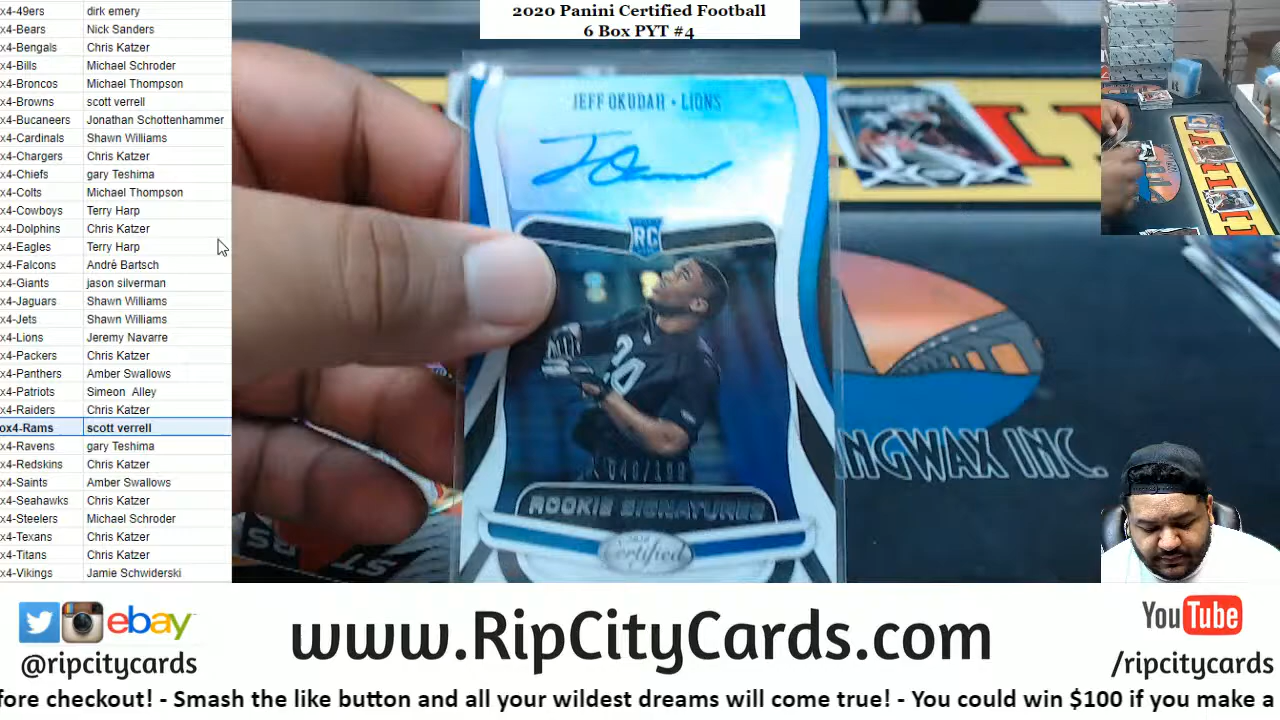 x4-49ers dirk emery
x4-Bears Nick Sanders
x4-Bengals Chris Katzer
x4-Bills Michael Schroder
x4-Broncos Michael Thompson
x4-Browns scott verrell
x4-Bucaneers Jonathan Schottenhammer
x4-Cardinals Shawn Williams
x4-Chargers Chris Katzer
x4-Chiefs gary Teshima
x4-Colts Michael Thompson
x4-Cowboys Terry Harp
x4-Dolphins Chris Katzer
x4-Eagles Terry Harp
x4-Falcons Andrè Bartsch
x4-Giants jason silverman
x4-Jaguars Shawn Williams
x4-Jets Shawn Williams
x4-Lions Jeremy Navarre
x4-Packers Chris Katzer
x4-Panthers Amber Swallows
x4-Patriots Simeon Alley
x4-Raiders Chris Katzer
ox4-Rams scott verrell
x4-Ravens gary Teshima
x4-Redskins Chris Katzer
x4-Saints Amber Swallows
x4-Seahawks Chris Katzer
x4-Steelers Michael Schroder
x4-Texans Chris Katzer
x4-Titans Chris Katzer
x4-Vikings Jamie Schwiderski
2020 Panini Certified Football
6 Box PYT #4
JEFF OKUDAH • LIONS
RC
20
ROOKIE SIGNATURES
Certified
NGWAX INC.
ebay
@ripcitycards
www.RipCityCards.com
YouTube
/ripcitycards
fore checkout! - Smash the like button and all your wildest dreams will come true! - You could win $100 if you make a